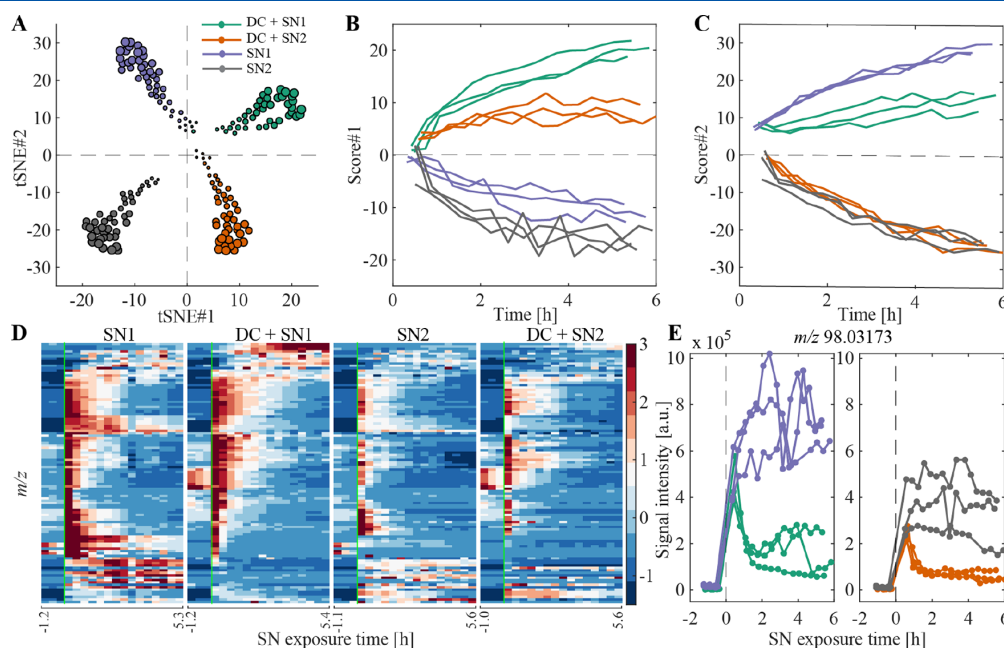 A
DC + SN1
DC + SN2
SN1
SN2
30
20
10
0
-10
-20
-30
tSNE#2
-20 -10 0 10 20
tSNE#1
B
20
10
0
-10
-20
Score#1
0 2 4 6
Time [h]
C
30
20
10
0
-10
-20
-30
Score#2
0 2 4 6
Time [h]
D
SN1 DC + SN1 SN2 DC + SN2
m/z
3
2
1
0
-1
-1.2 5.3 -1.2 5.4 -1.1 5.6 -1.0 5.6
SN exposure time [h]
E
m/z 98.03173
x 10⁵
10
8
6
4
2
0
Signal intensity [a.u.]
-2 0 2 4 6
10
8
6
4
2
0
-2 0 2 4 6
SN exposure time [h]